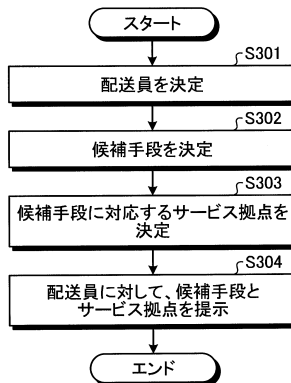 スタート
S301
配送員を決定
S302
候補手段を決定
S303
候補手段に対応するサービス拠点を
決定
S304
配送員に対して、候補手段と
サービス拠点を提示
エンド